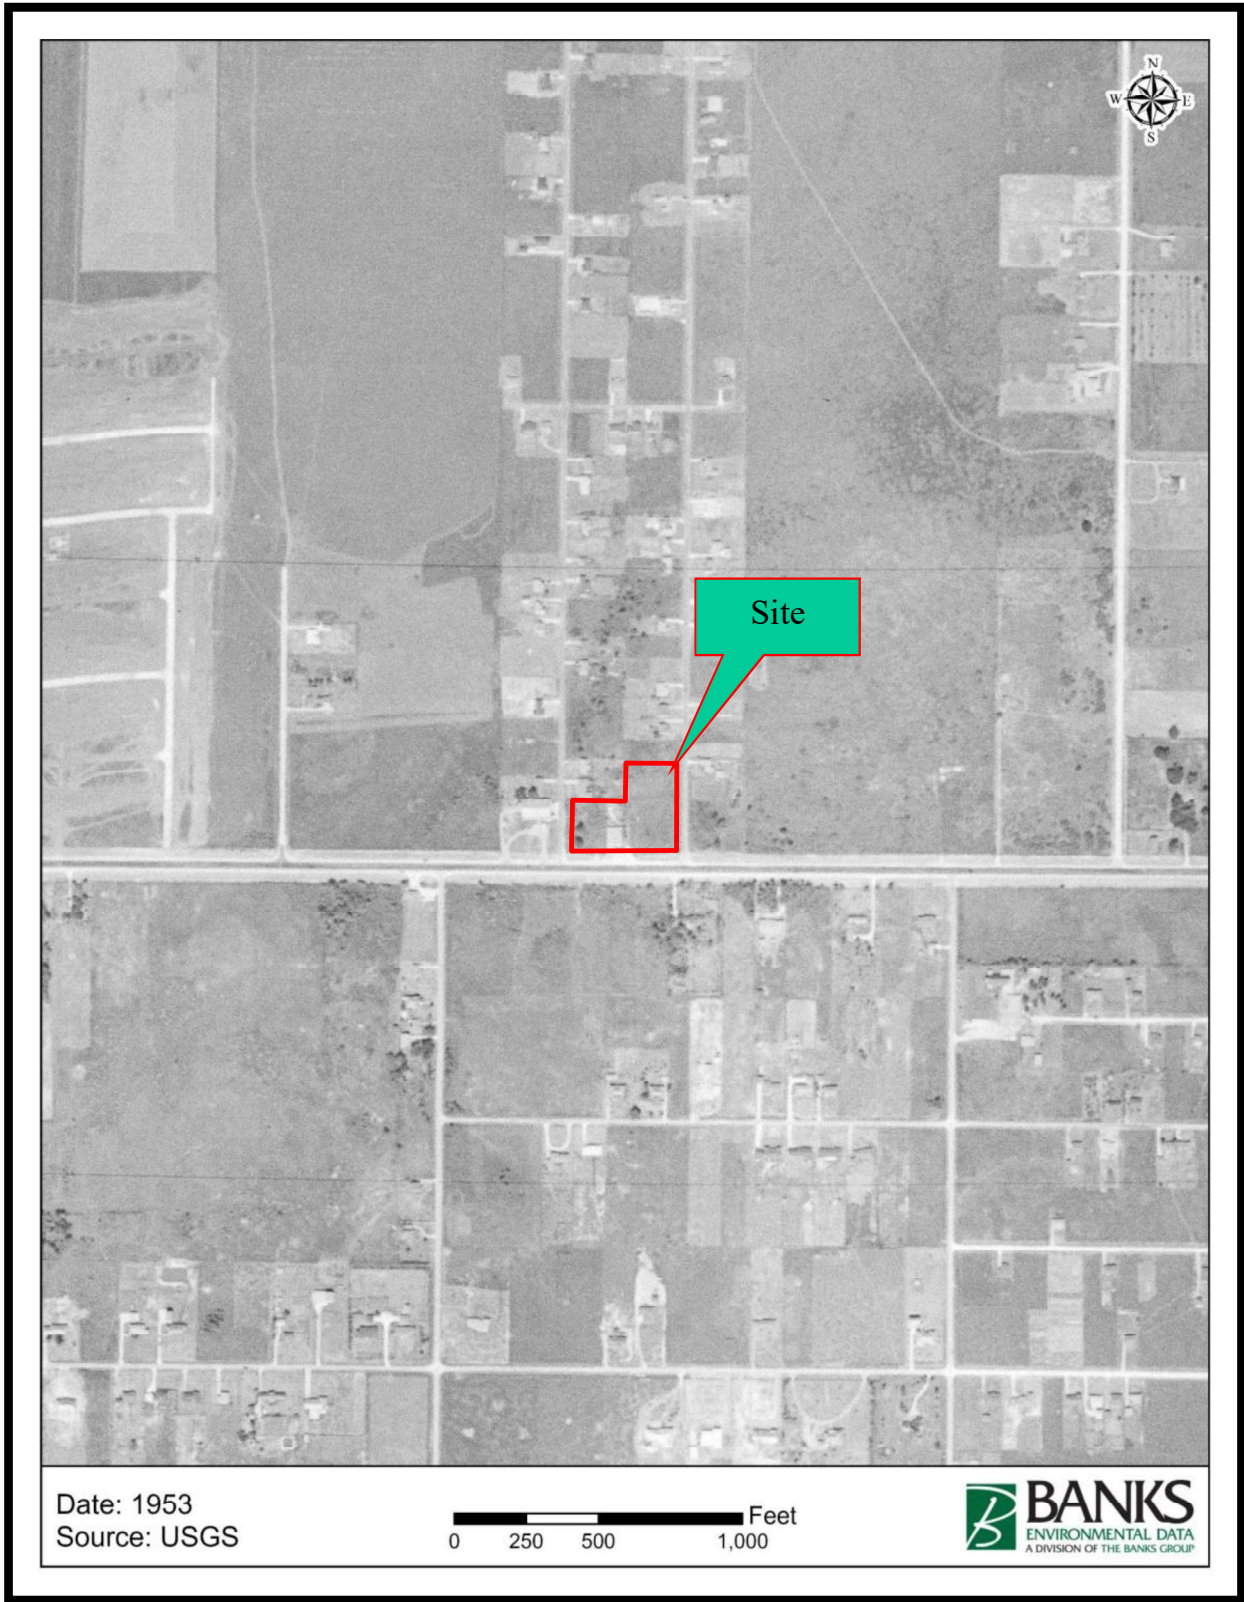 N
W E
S
Site
Date: 1953
Source: USGS
Feet
0 250 500 1,000
B BANKS
ENVIRONMENTAL DATA
A DIVISION OF THE BANKS GROUP